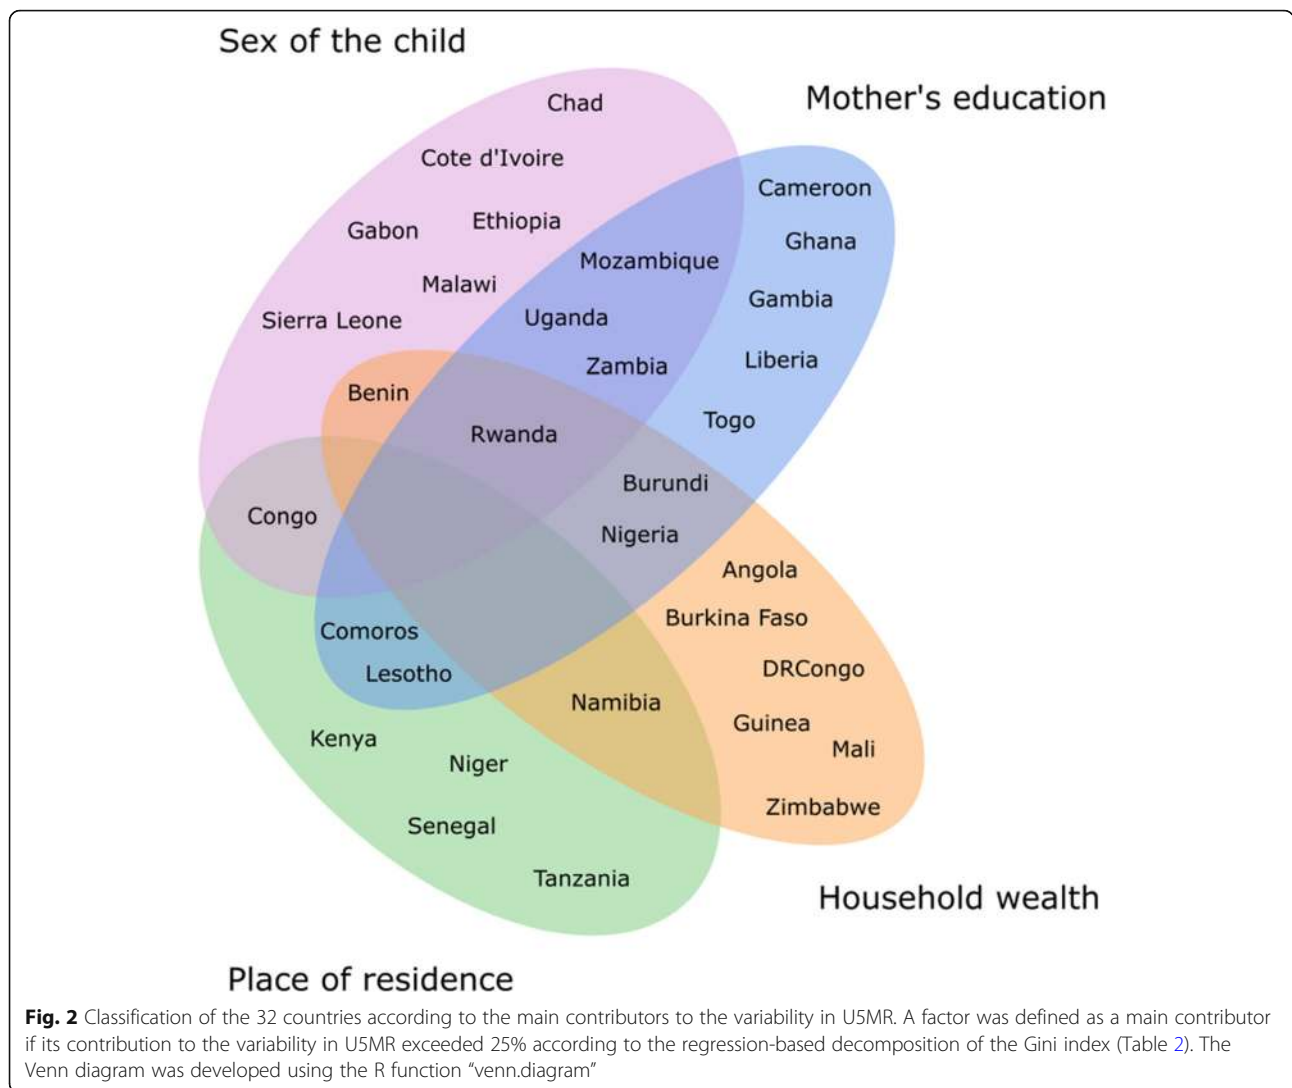 Sex of the child
Mother's education
Chad
Cote d'Ivoire
Cameroon
Gabon
Ethiopia
Ghana
Mozambique
Malawi
Gambia
Sierra Leone
Uganda
Zambia
Liberia
Benin
Togo
Rwanda
Burundi
Congo
Nigeria
Angola
Burkina Faso
Comoros
DRCongo
Lesotho
Namibia
Guinea
Kenya
Mali
Niger
Zimbabwe
Senegal
Tanzania
Household wealth
Place of residence
Fig. 2 Classification of the 32 countries according to the main contributors to the variability in U5MR. A factor was defined as a main contributor
if its contribution to the variability in U5MR exceeded 25% according to the regression-based decomposition of the Gini index (Table 2). The
Venn diagram was developed using the R function “venn.diagram”